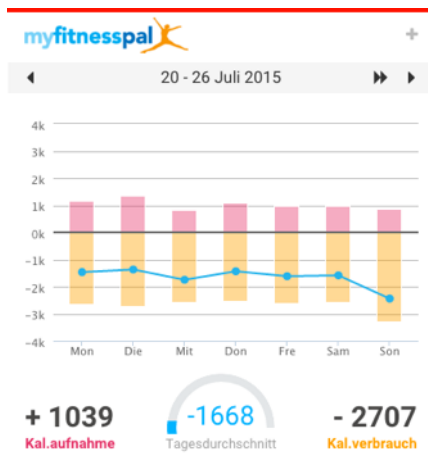 myfitnesspal
20 - 26 Juli 2015
4k
3k
2k
1k
0k
-1k
-2k
-3k
-4k
Mon Die Mit Don Fre Sam Son
+ 1039 -1668 - 2707
Kal.aufnahme Tagesdurchschnitt Kal.verbrauch